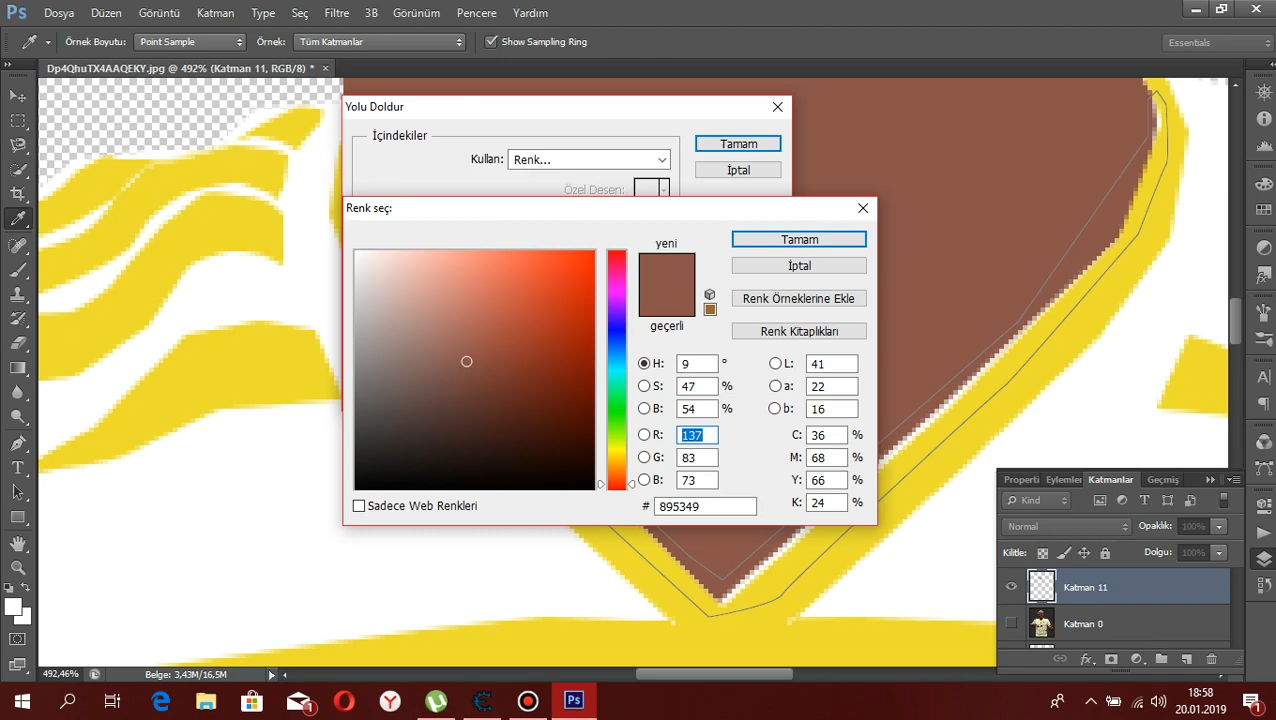 Ps Dosya Düzen Görüntü Katman Type Seç Filtre 3B Görünüm Pencere Yardım
Örnek Boyutu: Point Sample Örnek: Tüm Katmanlar Show Sampling Ring Essentials
Dp4QhuTX4AAQEKY.jpg @ 492% (Katman 11, RGB/8) *
Yolu Doldur
İçindekiler
Tamam
Kullan: Renk...
İptal
Özel Desen:
Renk seç:
yeni
Tamam
İptal
Renk Örneklerine Ekle
geçerli
Renk Kitaplıkları
H: 9 º L: 41
S: 47 % a: 22
B: 54 % b: 16
R: 137 C: 36 %
G: 83 M: 68 %
B: 73 Y: 66 %
# 895349 K: 24 %
Sadece Web Renkleri
Properti Eylemler Katmanlar Geçmiş
Kind
Normal Opaklık: 100%
Kilitle: Dolgu: 100%
Katman 11
Katman 0
492,46% Belge: 3,43M/16,5M
18:58
20.01.2019